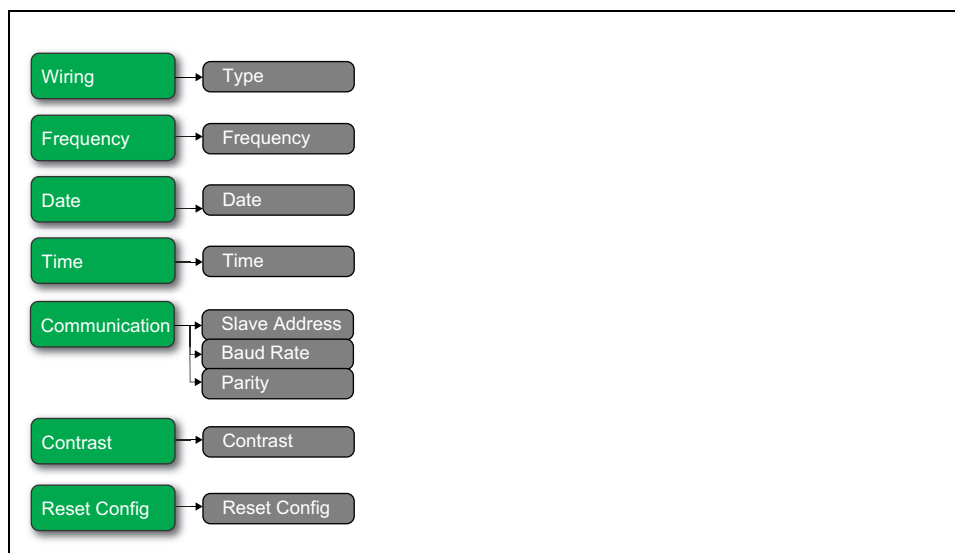 Wiring
Type
Frequency
Frequency
Date
Date
Time
Time
Communication
Slave Address
Baud Rate
Parity
Contrast
Contrast
Reset Config
Reset Config